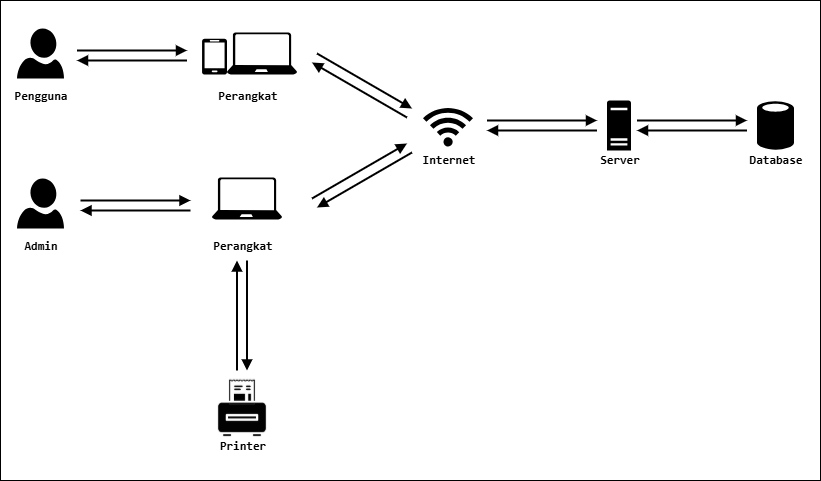 Pengguna
Perangkat
Internet
Server
Database
Admin
Perangkat
Printer